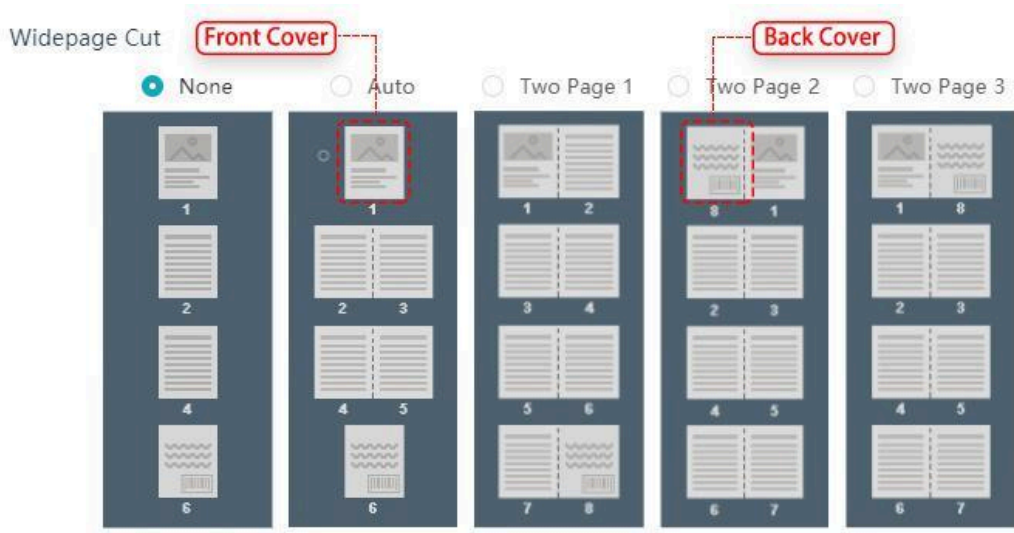 Widepage Cut Front Cover Back Cover
None Auto Two Page 1 Two Page 2 Two Page 3
1 1 1 2 8 1 1 8
2 2 3 3 4 2 3 2 3
4 4 5 5 6 4 5 4 5
6 6 7 8 6 7 6 7